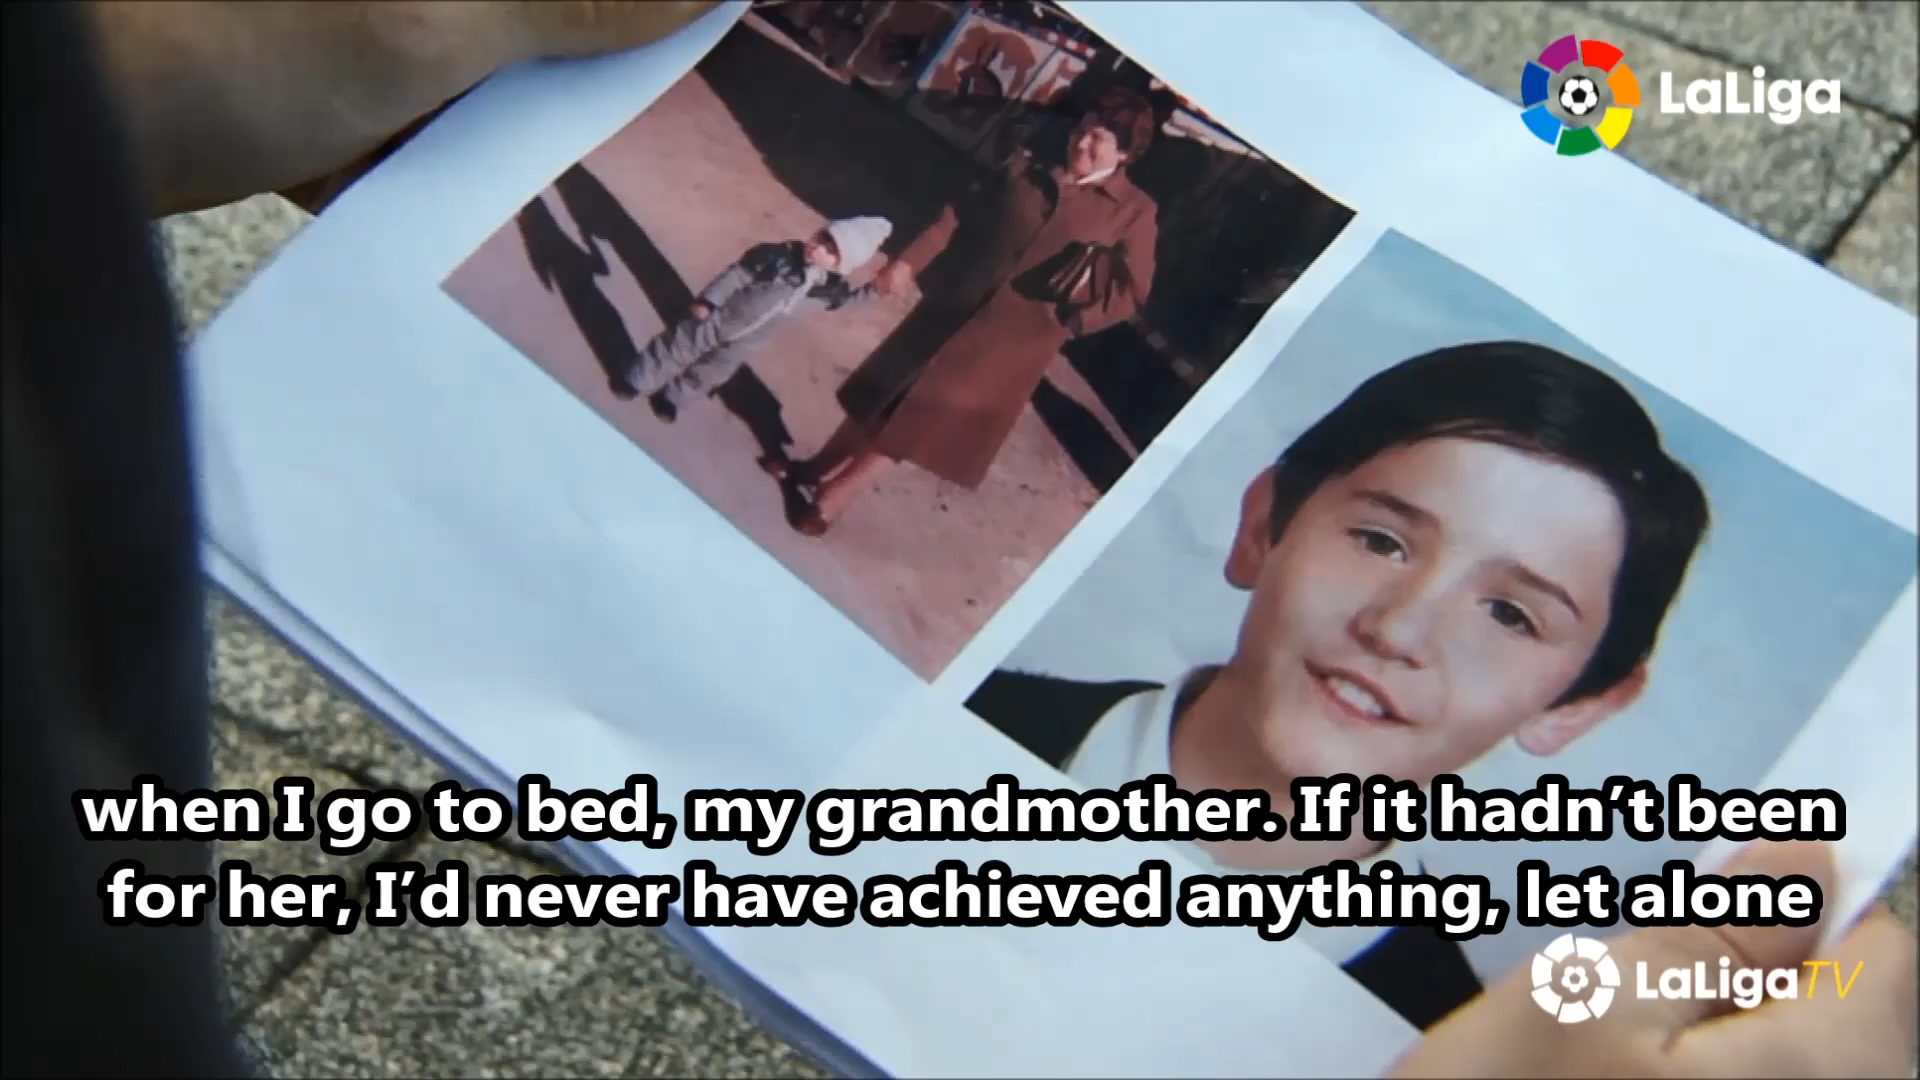 LaLiga
when I go to bed, my grandmother. If it hadn’t been
for her, I’d never have achieved anything, let alone
LaLigaTV